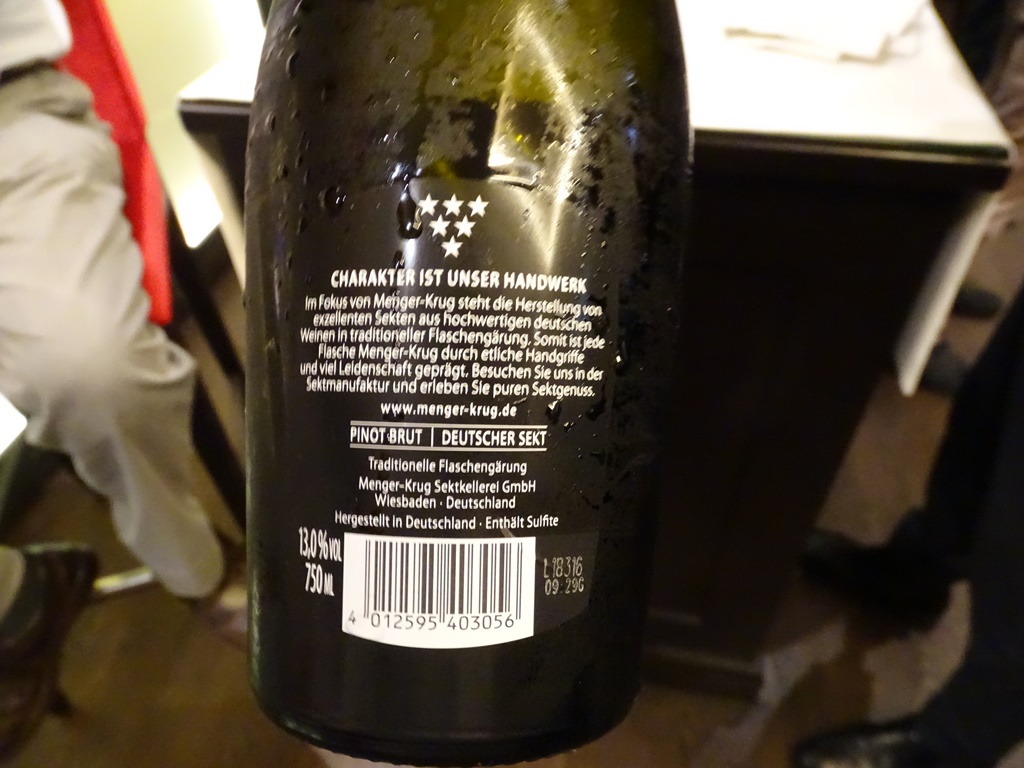 CHARAKTER IST UNSER HANDWERK
Im Fokus von Menger-Krug steht die Herstellung von
exzellenten Sekten aus hochwertigen deutschen
Weinen in traditioneller Flaschengärung. Somit ist jede
Flasche Menger-Krug durch etliche Handgriffe
und viel Leidenschaft geprägt. Besuchen Sie uns in der
Sektmanufaktur und erleben Sie puren Sektgenuss.
www.menger-krug.de
PINOT BRUT | DEUTSCHER SEKT
Traditionelle Flaschengärung
Menger-Krug Sektkellerei GmbH
Wiesbaden · Deutschland
Hergestellt in Deutschland · Enthält Sulfite
13,0 % VOL
750 ML
4 012595 403056
L18316
09:29G